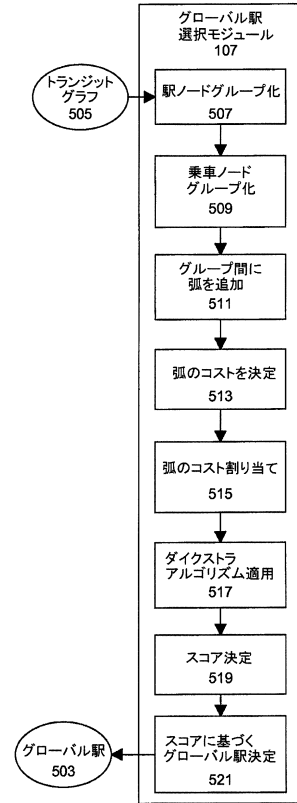 グローバル駅
選択モジュール
107
トランジット
グラフ
505
駅ノードグループ化
507
乗車ノード
グループ化
509
グループ間に
弧を追加
511
弧のコストを決定
513
弧のコスト割り当て
515
ダイクストラ
アルゴリズム適用
517
スコア決定
519
スコアに基づく
グローバル駅決定
521
グローバル駅
503